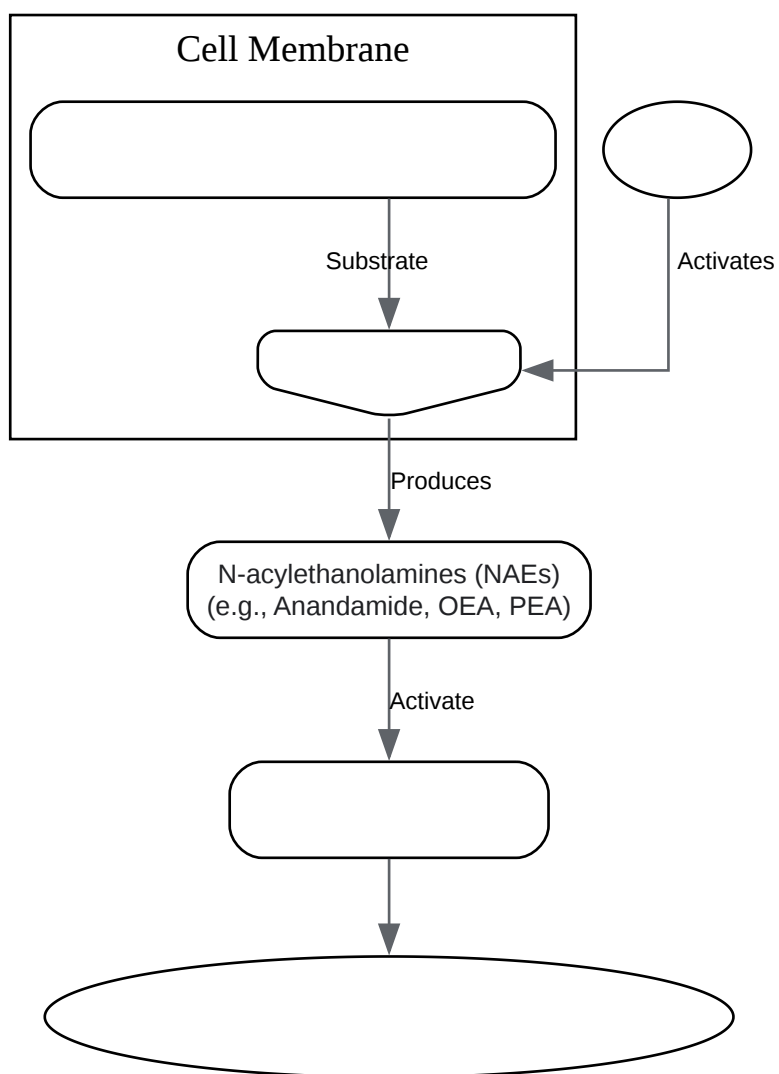 Cell Membrane
Substrate
Activates
Produces
N-acylethanolamines (NAEs)
(e.g., Anandamide, OEA, PEA)
Activate